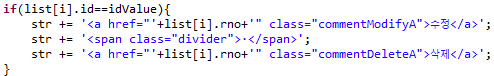 if(list[i].id==idValue){
str += '<a href="'+list[i].rno+'" class="commentModifyA">수정</a>';
str += '<span class="divider">·</span>';
str += '<a href="'+list[i].rno+'" class="commentDeleteA">삭제</a>';
}